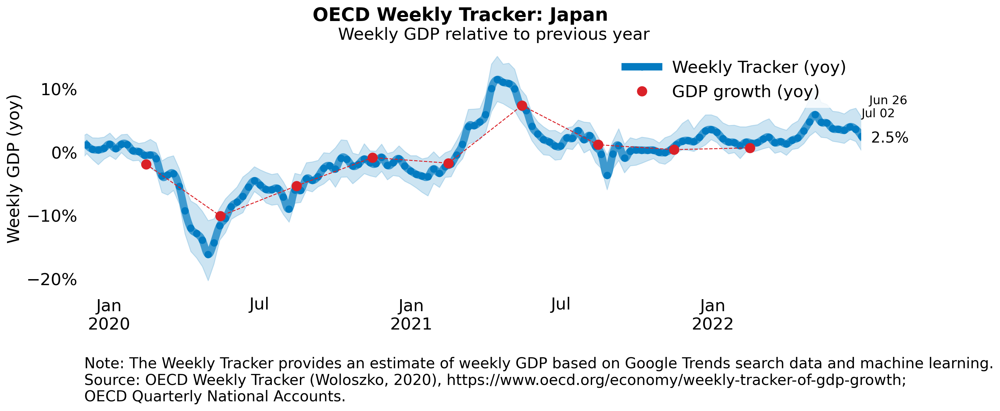 OECD Weekly Tracker: Japan
Weekly GDP relative to previous year
Weekly Tracker (yoy)
GDP growth (yoy)
Weekly GDP (yoy)
10%
0%
−10%
−20%
Jun 26
Jul 02
2.5%
Jan
2020
Jul
Jan
2021
Jul
Jan
2022
Note: The Weekly Tracker provides an estimate of weekly GDP based on Google Trends search data and machine learning.
Source: OECD Weekly Tracker (Woloszko, 2020), https://www.oecd.org/economy/weekly-tracker-of-gdp-growth;
OECD Quarterly National Accounts.